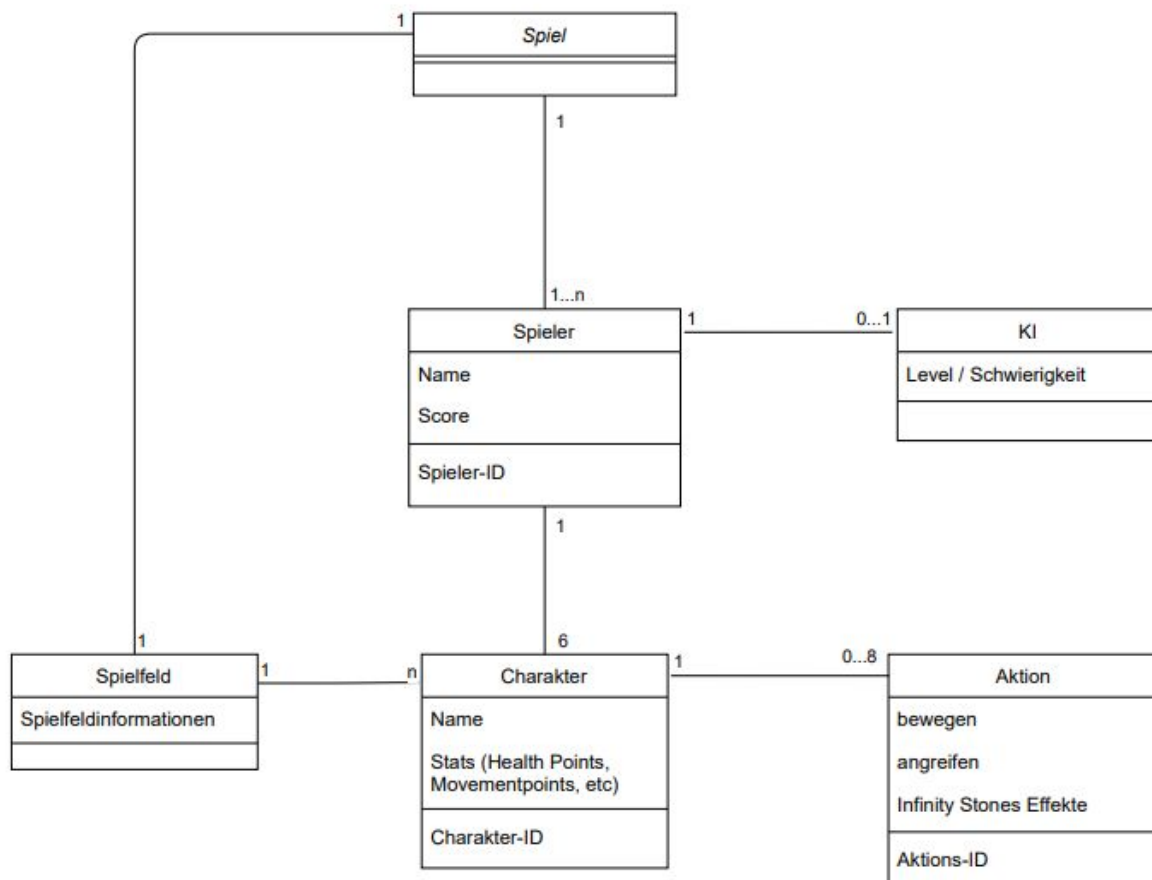 1
Spiel
1
1...n
Spieler
1
0...1
KI
Name
Level / Schwierigkeit
Score
Spieler-ID
1
1
6
0...8
Spielfeld
1
n
Charakter
1
Aktion
Spielfeldinformationen
Name
bewegen
Stats (Health Points,
Movementpoints, etc)
angreifen
Infinity Stones Effekte
Charakter-ID
Aktions-ID